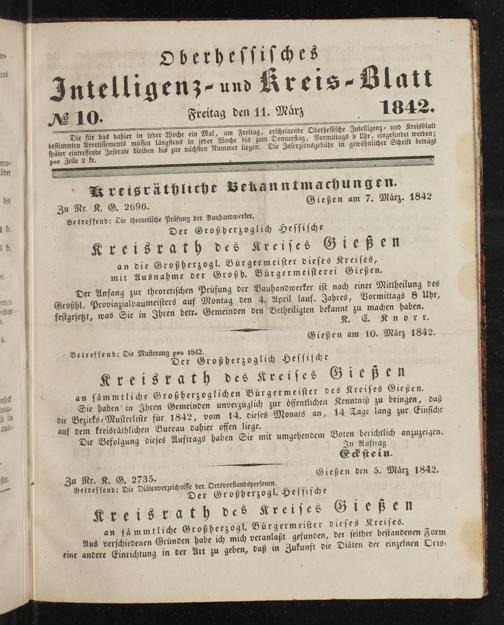 Oberhessisches
Intelligenz- und Kreis-Blatt
№ 10. Freitag den 11. März 1842.
Die für das dahier in jeder Woche ein Mal, am Freitag, erscheinende Oberhessische Intelligenz- und Kreisblatt
bestimmten Avertissements müssen längstens in jeder Woche bis zum Donnerstag, Vormittags 9 Uhr, eingesendet werden;
später eintreffende Inserate bleiben bis zur nächsten Nummer liegen. Die Insertionsgebühr in gewöhnlicher Schrift beträgt
per Zeile 2 kr.
Kreisräthliche Bekanntmachungen.
Zu Nr. K. G. 2696. Gießen am 7. März. 1842
Betreffend: Die theoretische Prüfung der Bauhandwerker.
Der Großherzoglich Hessische
Kreisrath des Kreises Gießen
an die Großherzogl. Bürgermeister dieses Kreises,
mit Ausnahme der Großh. Bürgermeisterei Gießen.
Der Anfang zur theoretischen Prüfung der Bauhandwerker ist nach einer Mittheilung des
Großhl. Provinzialbaumeisters auf Montag den 4. April lauf. Jahres, Vormittags 8 Uhr,
festgesetzt, was Sie in Ihren betr. Gemeinden den Betheiligten bekannt zu machen haben.
K. C. Knorr.
Gießen am 10. März 1842.
Betreffend: Die Musterung pro 1842.
Der Großherzoglich Hessische
Kreisrath des Kreises Gießen
an sämmtliche Großherzoglichen Bürgermeister des Kreises Gießen.
Sie haben in Ihren Gemeinden unverzüglich zur öffentlichen Kenntniß zu bringen, daß
die Bezirks-Musterliste für 1842, vom 14. dieses Monats an, 14 Tage lang zur Einsicht
auf dem kreisräthlichen Bureau dahier offen liege.
Die Befolgung dieses Auftrags haben Sie mit umgehendem Boten berichtlich anzuzeigen.
In Auftrag
Eckstein.
Gießen den 5. März 1842.
Zu Nr. K. G. 2735.
Betreffend: Die Diätenverzeichnisse der Ortsvorstandspersonen.
Der Großherzogl. Hessische
Kreisrath des Kreises Gießen
an sämmtliche Großherzogl. Bürgermeister dieses Kreises.
Aus verschiedenen Gründen habe ich mich veranlaßt gefunden, der seither bestandenen Form
eine andere Einrichtung in der Art zu geben, daß in Zukunft die Diäten der einzelnen Orts-